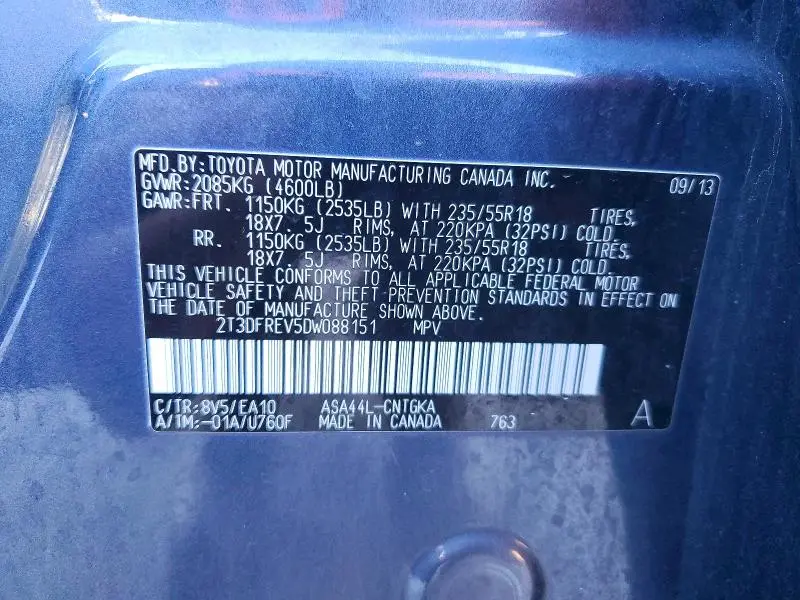 MFD.BY:TOYOTA MOTOR MANUFACTURING CANADA INC. 09/13
GVWR:2085KG (4600LB)
GAWR:FRT. 1150KG (2535LB) WITH 235/55R18 TIRES,
18X7. 5J RIMS, AT 220KPA (32PSI) COLD.
RR. 1150KG (2535LB) WITH 235/55R18 TIRES,
18X7. 5J RIMS, AT 220KPA (32PSI) COLD.
THIS VEHICLE CONFORMS TO ALL APPLICABLE FEDERAL MOTOR
VEHICLE SAFETY AND THEFT PREVENTION STANDARDS IN EFFECT ON
THE DATE OF MANUFACTURE SHOWN ABOVE.
2T3DFREV5DW088151 MPV
C/TR:8V5/EA10 ASA44L-CNTGKA
A/TM:-01A/U760F MADE IN CANADA 763 A